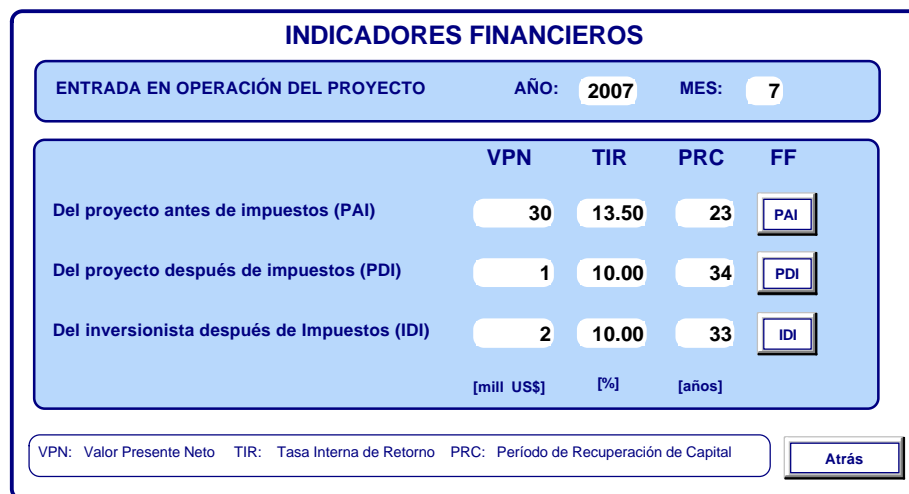 INDICADORES FINANCIEROS
ENTRADA EN OPERACIÓN DEL PROYECTO AÑO: 2007 MES: 7
VPN TIR PRC FF
Del proyecto antes de impuestos (PAI) 30 13.50 23 PAI
Del proyecto después de impuestos (PDI) 1 10.00 34 PDI
Del inversionista después de Impuestos (IDI) 2 10.00 33 IDI
[mill US$] [%] [años]
VPN: Valor Presente Neto TIR: Tasa Interna de Retorno PRC: Período de Recuperación de Capital
Atrás